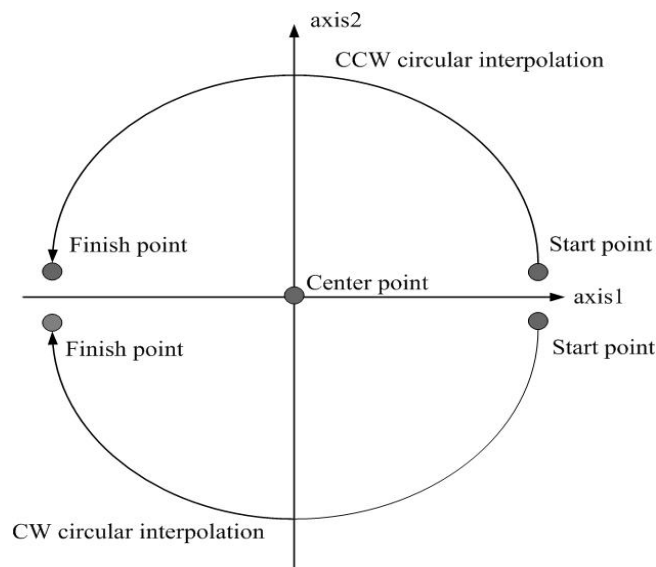 axis2
CCW circular interpolation
Finish point
Start point
Center point
axis1
Finish point
Start point
CW circular interpolation